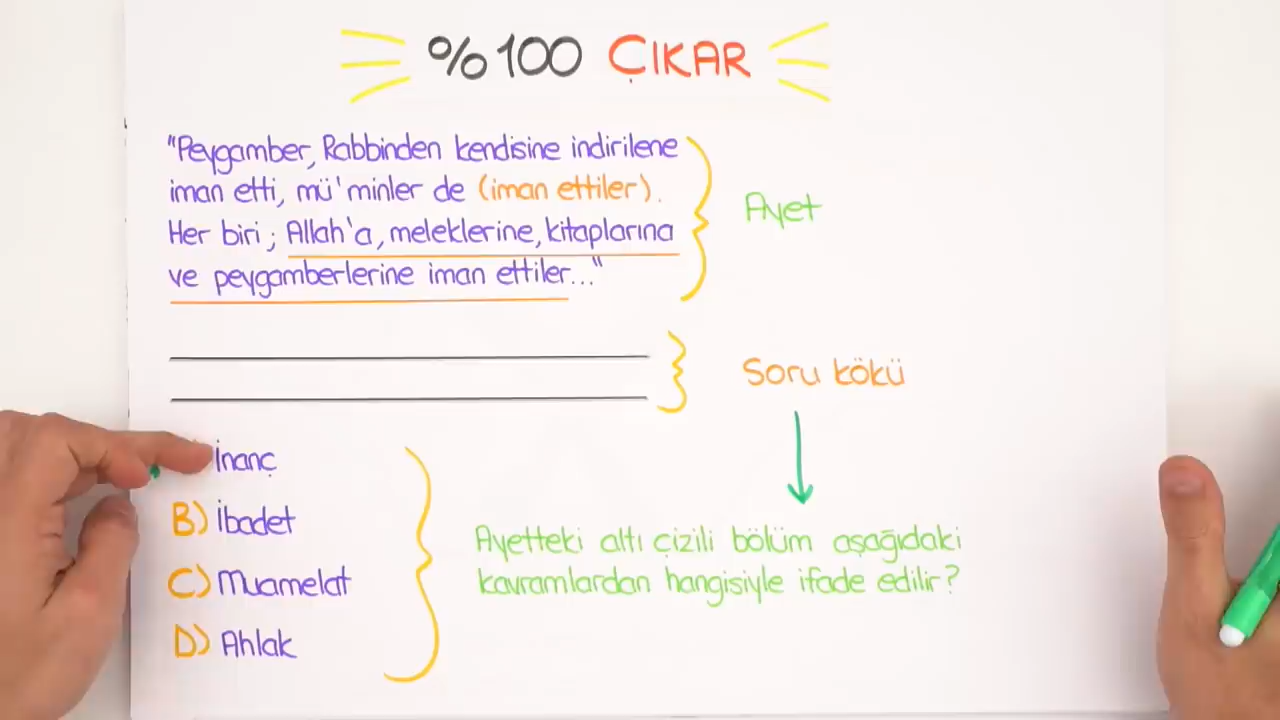 %100 ÇIKAR
"Peygamber, Rabbinden kendisine indirilene
iman etti, mü'minler de (iman ettiler).
Her biri; Allah'a, meleklerine, kitaplarına
ve peygamberlerine iman ettiler..."
Ayet
Soru kökü
İnanç
B) İbadet
C) Muamelat
D) Ahlak
Ayetteki altı çizili bölüm aşağıdaki
kavramlardan hangisiyle ifade edilir?